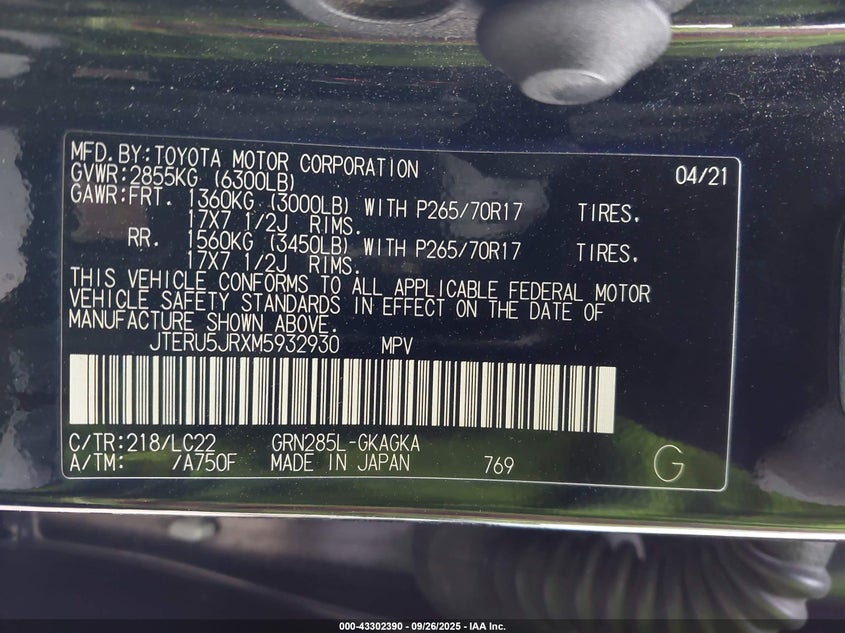 MFD.BY:TOYOTA MOTOR CORPORATION 04/21
GVWR:2855KG (6300LB)
GAWR:FRT. 1360KG (3000LB) WITH P265/70R17 TIRES.
17X7 1/2J RIMS.
RR. 1560KG (3450LB) WITH P265/70R17 TIRES.
17X7 1/2J RIMS.
THIS VEHICLE CONFORMS TO ALL APPLICABLE FEDERAL MOTOR
VEHICLE SAFETY STANDARDS IN EFFECT ON THE DATE OF
MANUFACTURE SHOWN ABOVE.
JTERU5JRXM5932930 MPV
C/TR:218/LC22 GRN285L-GKAGKA
A/TM: /A750F MADE IN JAPAN 769 G
000-43302390 - 09/26/2025 - IAA Inc.